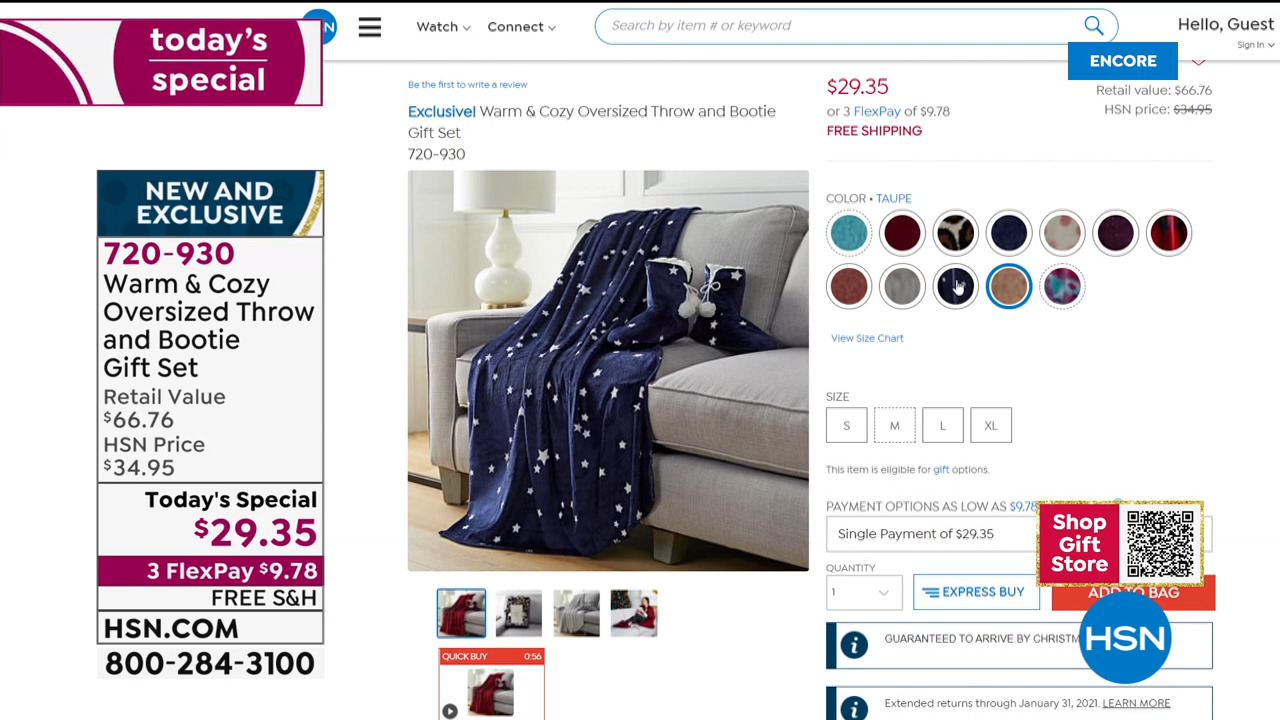 today's
special
HSN
Watch
Connect
Search by item # or keyword
Hello, Guest
Sign In
ENCORE
Be the first to write a review
Exclusive! Warm & Cozy Oversized Throw and Bootie
Gift Set
720-930
$29.35
or 3 FlexPay of $9.78
FREE SHIPPING
Retail value: $66.76
HSN price: $34.95
COLOR • TAUPE
View Size Chart
SIZE
S
M
L
XL
This item is eligible for gift options.
PAYMENT OPTIONS AS LOW AS $9.78
Single Payment of $29.35
QUANTITY
1
EXPRESS BUY
ADD TO BAG
Shop
Gift
Store
GUARANTEED TO ARRIVE BY CHRISTM
HSN
Extended returns through January 31, 2021. LEARN MORE
QUICK BUY
0:56
NEW AND
EXCLUSIVE
720-930
Warm & Cozy
Oversized Throw
and Bootie
Gift Set
Retail Value
$66.76
HSN Price
$34.95
Today's Special
$29.35
3 FlexPay $9.78
FREE S&H
HSN.COM
800-284-3100